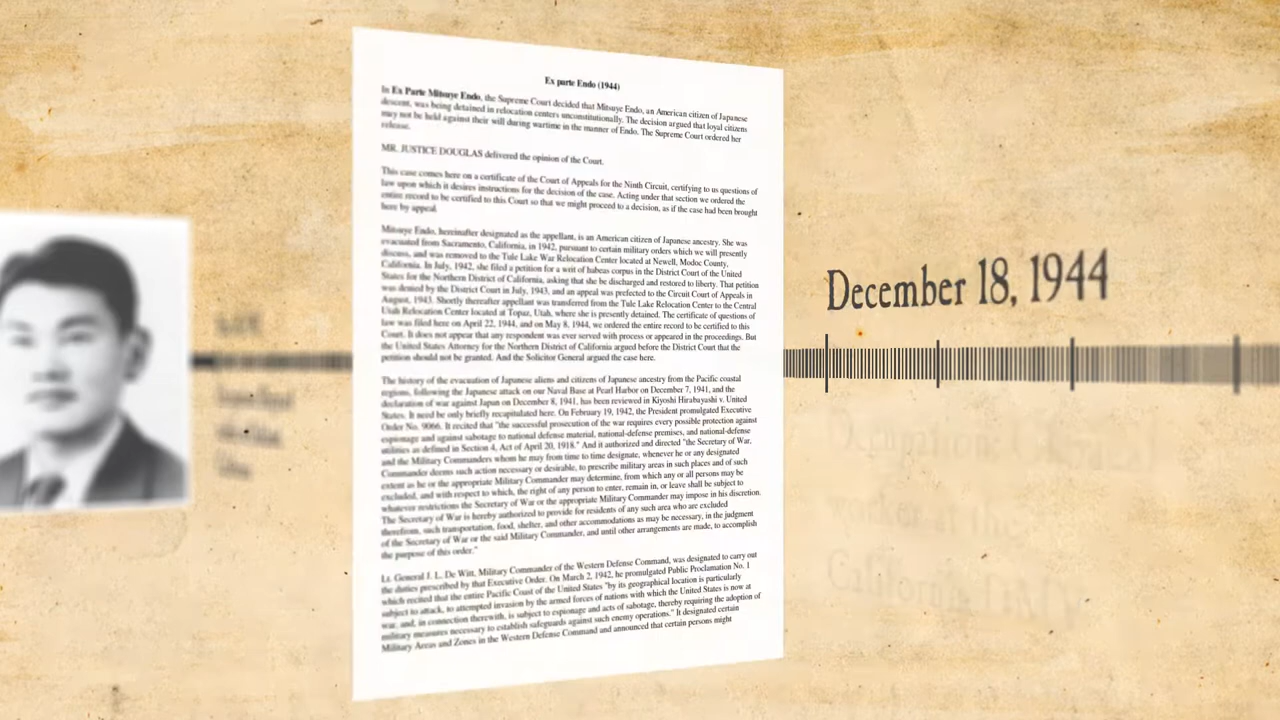 Ex parte Endo (1944)
In Ex Parte Mitsuye Endo, the Supreme Court decided that Mitsuye Endo, an American citizen of Japanese
descent, was being detained in relocation centers unconstitutionally. The decision argued that loyal citizens
may not be held against their will during wartime in the manner of Endo. The Supreme Court ordered her
release.
MR. JUSTICE DOUGLAS delivered the opinion of the Court.
This case comes here on a certificate of the Court of Appeals for the Ninth Circuit, certifying to us questions of
law upon which it desires instructions for the decision of the case. Acting under that section we ordered the
entire record to be certified to this Court so that we might proceed to a decision, as if the case had been brought
here by appeal.
Mitsuye Endo, hereinafter designated as the appellant, is an American citizen of Japanese ancestry. She was
evacuated from Sacramento, California, in 1942, pursuant to certain military orders which we will presently
discuss, and was removed to the Tule Lake War Relocation Center located at Newell, Modoc County,
California. In July, 1942, she filed a petition for a writ of habeas corpus in the District Court of the United
States for the Northern District of California, asking that she be discharged and restored to liberty. That petition
was denied by the District Court in July, 1943, and an appeal was perfected to the Circuit Court of Appeals in
August, 1943. Shortly thereafter appellant was transferred from the Tule Lake Relocation Center to the Central
Utah Relocation Center located at Topaz, Utah, where she is presently detained. The certificate of questions of
law was filed here on April 22, 1944, and on May 8, 1944, we ordered the entire record to be certified to this
Court. It does not appear that any respondent was ever served with process or appeared in the proceedings. But
the United States Attorney for the Northern District of California argued before the District Court that the
petition should not be granted. And the Solicitor General argued the case here.
The history of the evacuation of Japanese aliens and citizens of Japanese ancestry from the Pacific coastal
regions, following the Japanese attack on our Naval Base at Pearl Harbor on December 7, 1941, and the
declaration of war against Japan on December 8, 1941, has been reviewed in Kiyoshi Hirabayashi v. United
States. It need be only briefly recapitulated here. On February 19, 1942, the President promulgated Executive
Order No. 9066. It recited that "the successful prosecution of the war requires every possible protection against
espionage and against sabotage to national defense material, national-defense premises, and national-defense
utilities as defined in Section 4, Act of April 20, 1918." And it authorized and directed "the Secretary of War,
and the Military Commanders whom he may from time to time designate, whenever he or any designated
Commander deems such action necessary or desirable, to prescribe military areas in such places and of such
extent as he or the appropriate Military Commander may determine, from which any or all persons may be
excluded, and with respect to which, the right of any person to enter, remain in, or leave shall be subject to
whatever restrictions the Secretary of War or the appropriate Military Commander may impose in his discretion.
The Secretary of War is hereby authorized to provide for residents of any such area who are excluded
therefrom, such transportation, food, shelter, and other accommodations as may be necessary, in the judgment
of the Secretary of War or the said Military Commander, and until other arrangements are made, to accomplish
the purpose of this order."
Lt. General J. L. De Witt, Military Commander of the Western Defense Command, was designated to carry out
the duties prescribed by that Executive Order. On March 2, 1942, he promulgated Public Proclamation No. 1
which recited that the entire Pacific Coast of the United States "by its geographical location is particularly
subject to attack, to attempted invasion by the armed forces of nations with which the United States is now at
war, and, in connection therewith, is subject to espionage and acts of sabotage, thereby requiring the adoption of
military measures necessary to establish safeguards against such enemy operations." It designated certain
Military Areas and Zones in the Western Defense Command and announced that certain persons might
December 18, 1944